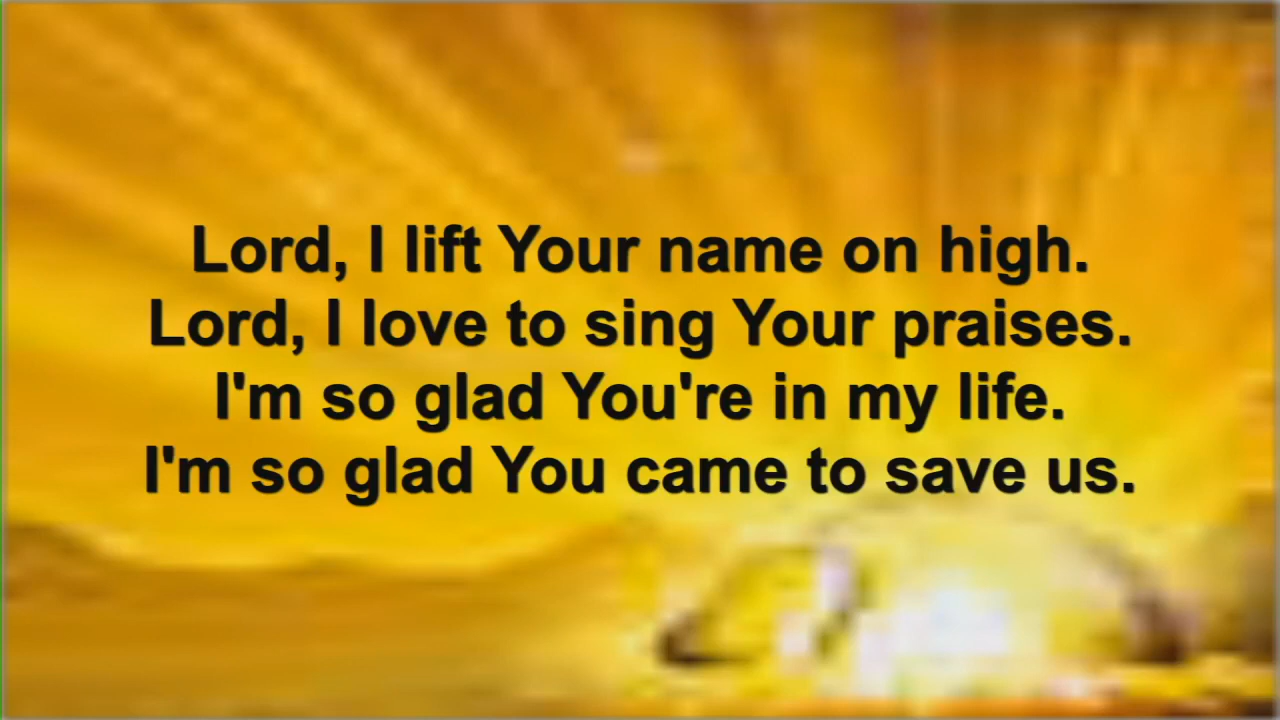 Lord, I lift Your name on high.
Lord, I love to sing Your praises.
I'm so glad You're in my life.
I'm so glad You came to save us.